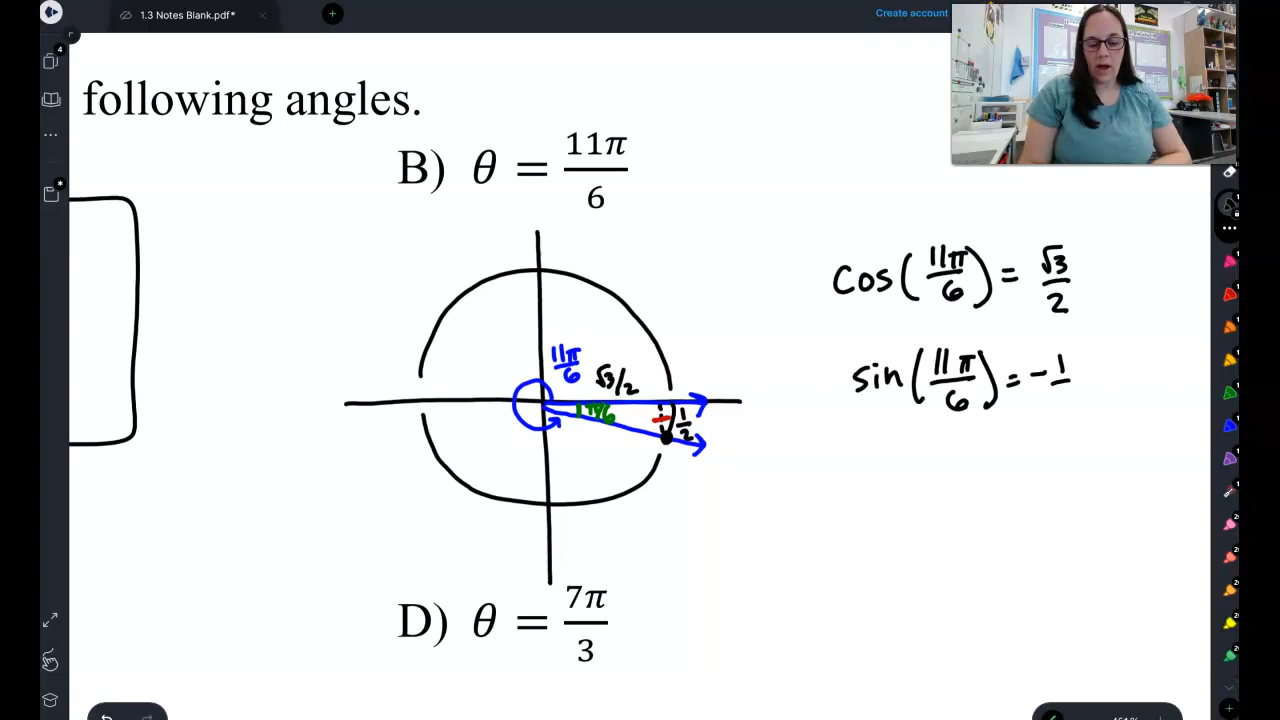 1.3 Notes Blank.pdf*
Create account
4
following angles.
B) θ = 11π/6
cos(11π/6) = √3/2
11π/6
√3/2
π/6
1/2
sin(11π/6) = -1
D) θ = 7π/3